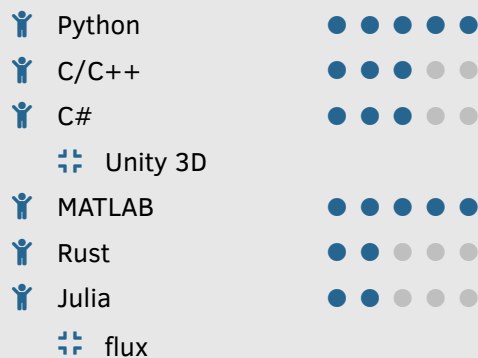 Python
C/C++
C#
Unity 3D
MATLAB
Rust
Julia
flux